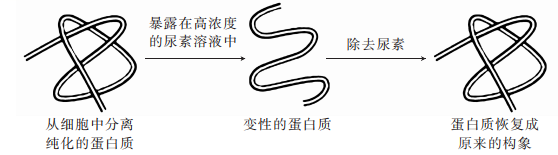 暴露在高浓度
的尿素溶液中
除去尿素
从细胞中分离
纯化的蛋白质
变性的蛋白质
蛋白质恢复成
原来的构象